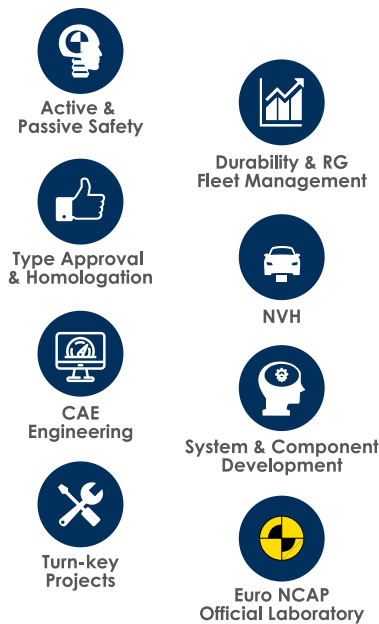 Active &
Passive Safety
Durability & RG
Fleet Management
Type Approval
& Homologation
NVH
CAE
Engineering
System & Component
Development
Turn-key
Projects
Euro NCAP
Official Laboratory